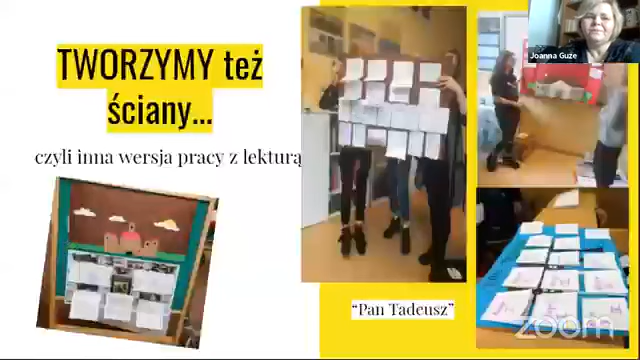 TWORZYMY też
ściany...
czyli inna wersja pracy z lekturą
"Pan Tadeusz"
Joanna Guze
zoom